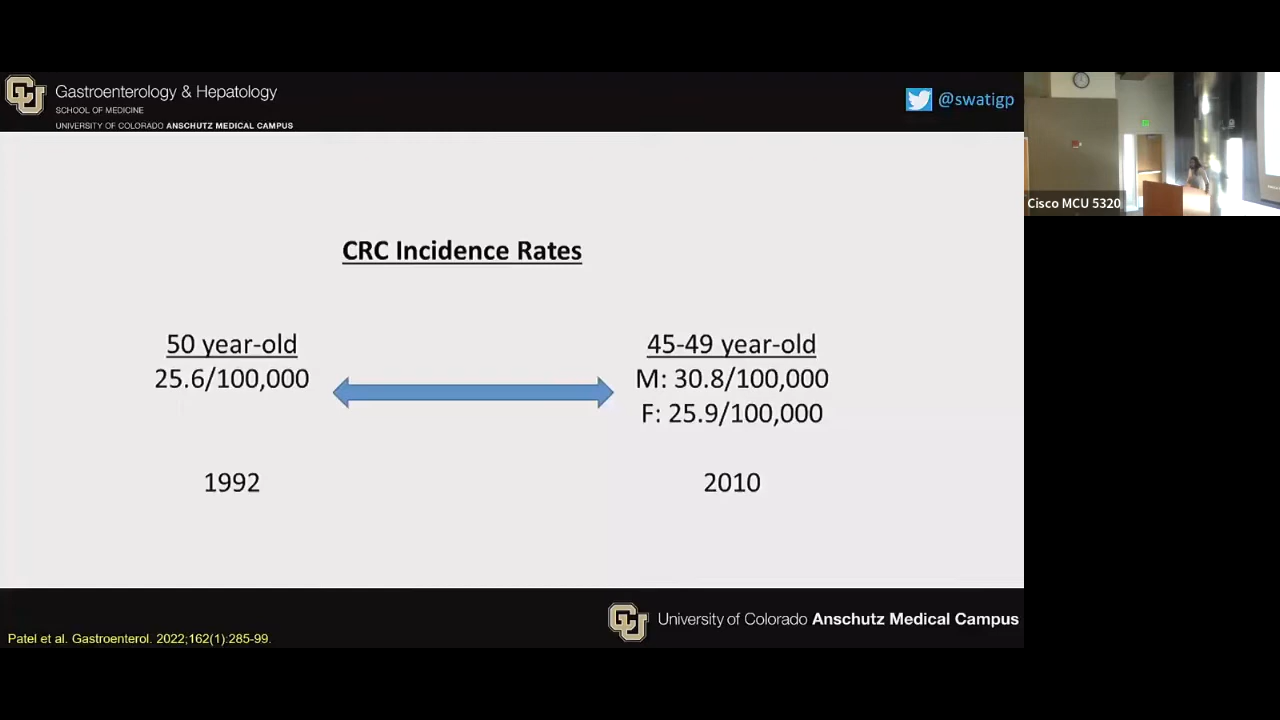 Gastroenterology & Hepatology
SCHOOL OF MEDICINE
UNIVERSITY OF COLORADO ANSCHUTZ MEDICAL CAMPUS
@swatigp
Cisco MCU 5320
CRC Incidence Rates
50 year-old
25.6/100,000
1992
45-49 year-old
M: 30.8/100,000
F: 25.9/100,000
2010
Patel et al. Gastroenterol. 2022;162(1):285-99.
University of Colorado Anschutz Medical Campus